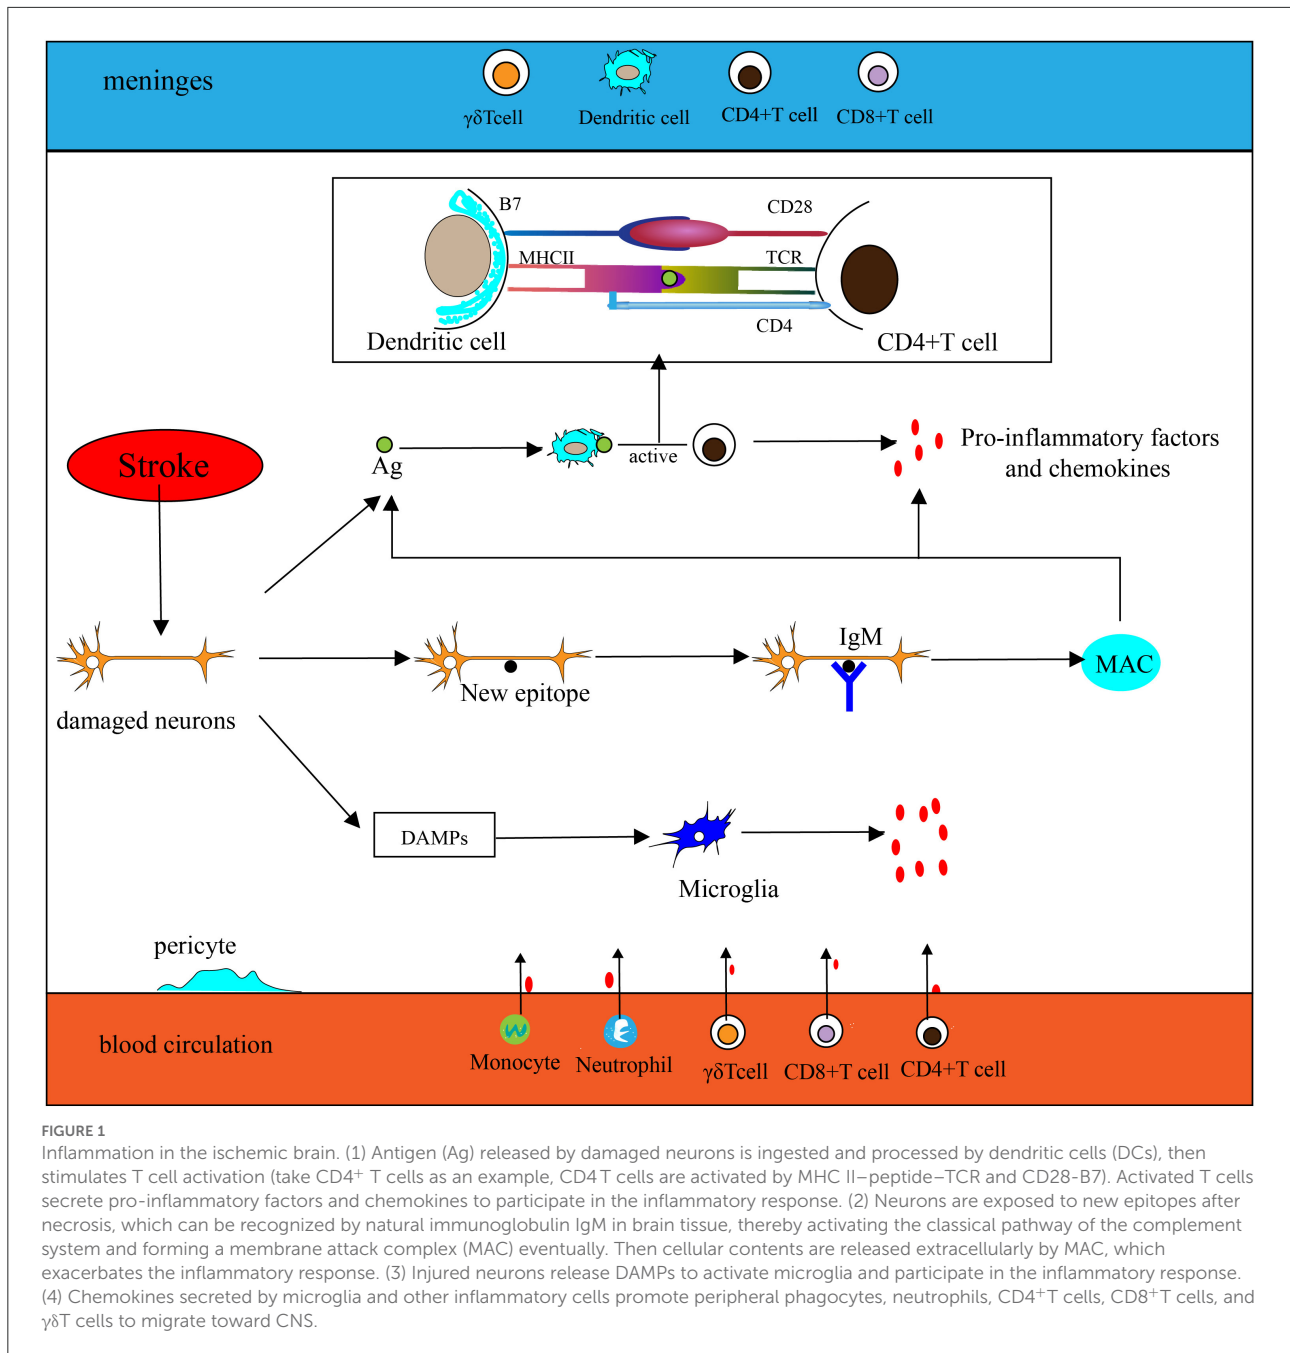 meninges
γδTcell
Dendritic cell
CD4+T cell
CD8+T cell
B7
CD28
MHCII
TCR
CD4
Dendritic cell
CD4+T cell
Stroke
Ag
active
Pro-inflammatory factors
and chemokines
IgM
MAC
New epitope
damaged neurons
DAMPs
Microglia
pericyte
blood circulation
Monocyte
Neutrophil
γδTcell
CD8+T cell
CD4+T cell
FIGURE 1
Inflammation in the ischemic brain. (1) Antigen (Ag) released by damaged neurons is ingested and processed by dendritic cells (DCs), then
stimulates T cell activation (take CD4⁺ T cells as an example, CD4 T cells are activated by MHC II–peptide–TCR and CD28-B7). Activated T cells
secrete pro-inflammatory factors and chemokines to participate in the inflammatory response. (2) Neurons are exposed to new epitopes after
necrosis, which can be recognized by natural immunoglobulin IgM in brain tissue, thereby activating the classical pathway of the complement
system and forming a membrane attack complex (MAC) eventually. Then cellular contents are released extracellularly by MAC, which
exacerbates the inflammatory response. (3) Injured neurons release DAMPs to activate microglia and participate in the inflammatory response.
(4) Chemokines secreted by microglia and other inflammatory cells promote peripheral phagocytes, neutrophils, CD4⁺T cells, CD8⁺T cells, and
γδT cells to migrate toward CNS.